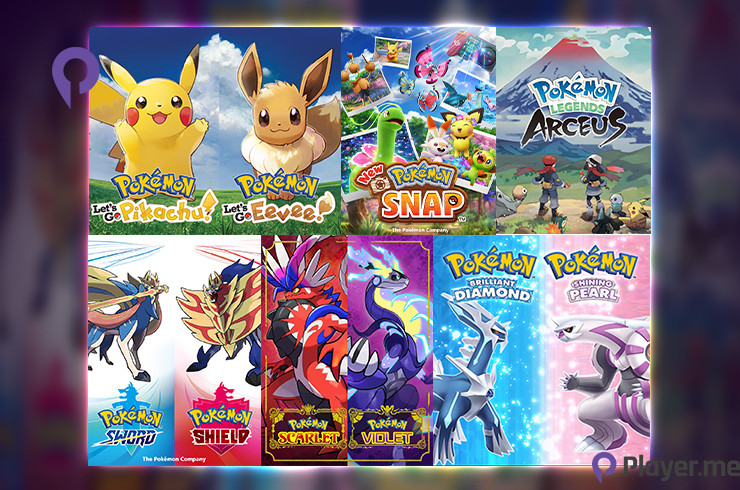 POKéMON
Let's Go Pikachu!
POKéMON
Let's Go Eevee!
NEW Pokémon
SNAP™
The Pokémon Company
POKéMON
LEGENDS
ARCEUS
POKéMON
SWORD
POKéMON
SHIELD
The Pokémon Company
POKéMON
SCARLET
POKéMON
VIOLET
POKéMON
BRILLIANT
DIAMOND
POKéMON
SHINING
PEARL
Player.me